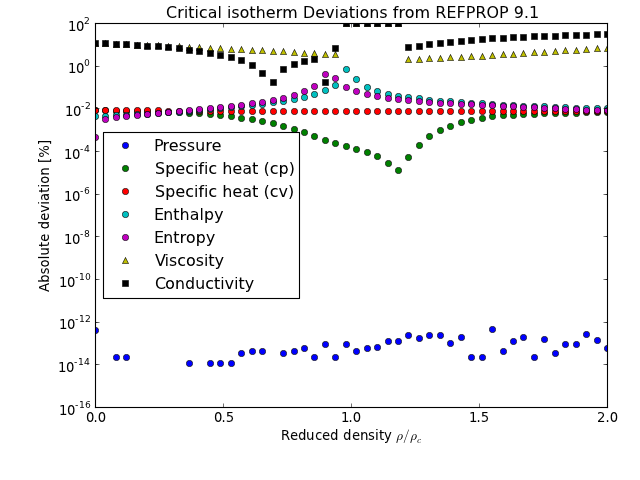 Critical isotherm Deviations from REFPROP 9.1
10^2
10^0
10^-2
10^-4
10^-6
10^-8
10^-10
10^-12
10^-14
10^-16
Absolute deviation [%]
Pressure
Specific heat (cp)
Specific heat (cv)
Enthalpy
Entropy
Viscosity
Conductivity
0.0 0.5 1.0 1.5 2.0
Reduced density ρ/ρ_c